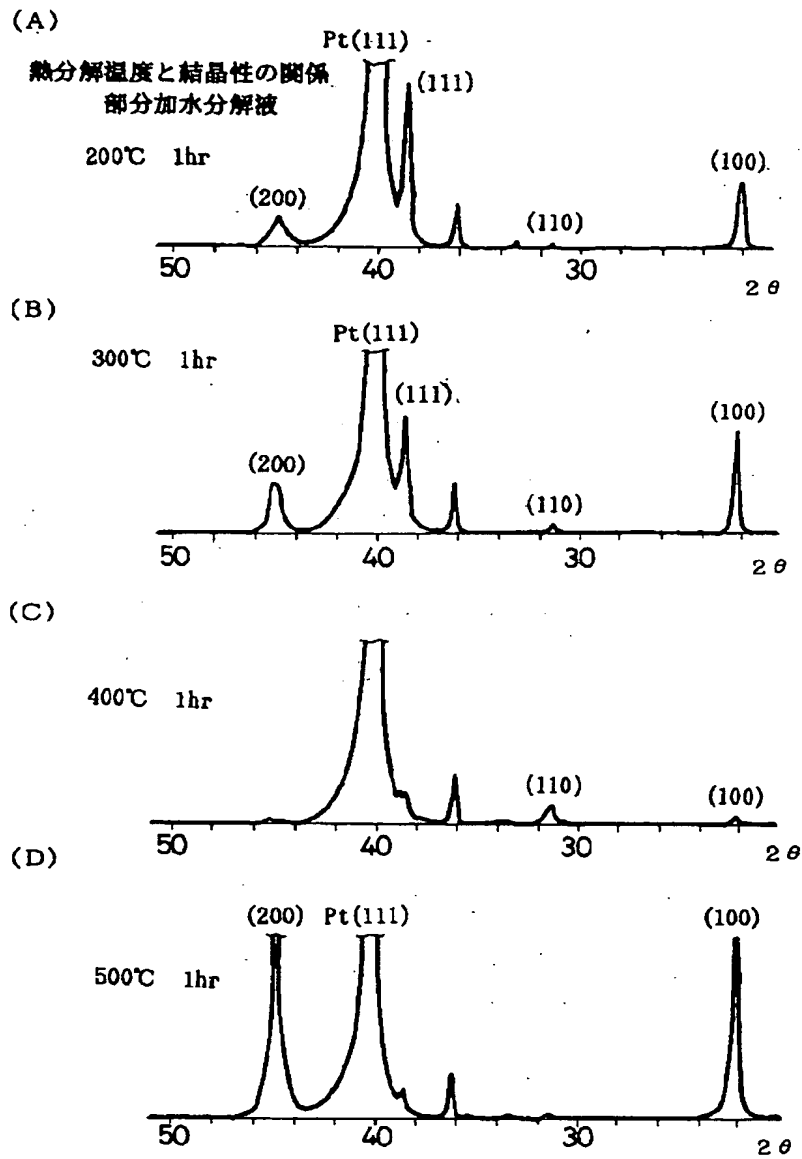 (A)
Pt(111)
熱分解温度と結晶性の関係
部分加水分解液
(111)
200℃ 1hr
(200)
(110)
(100)
50 40 30
2θ
(B)
Pt(111)
300℃ 1hr
(111)
(100)
(200)
(110)
50 40 30
2θ
(C)
400℃ 1hr
(110)
(100)
50 40 30
2θ
(D)
(200) Pt(111) (100)
500℃ 1hr
50 40 30
2θ